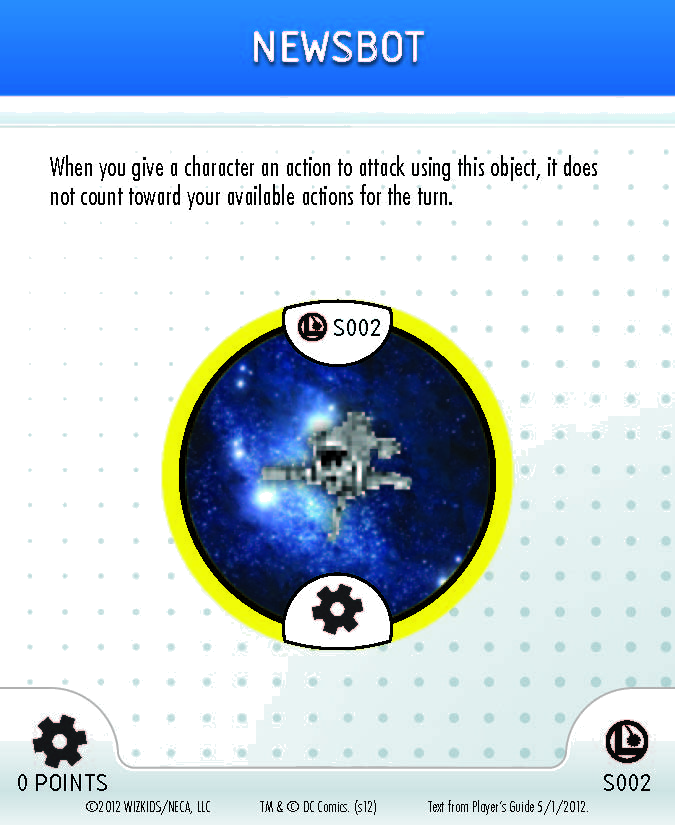 NEWSBOT
When you give a character an action to attack using this object, it does
not count toward your available actions for the turn.
S002
0 POINTS
S002
©2012 WIZKIDS/NECA, LLC TM & © DC Comics. (s12) Text from Player's Guide 5/1/2012.